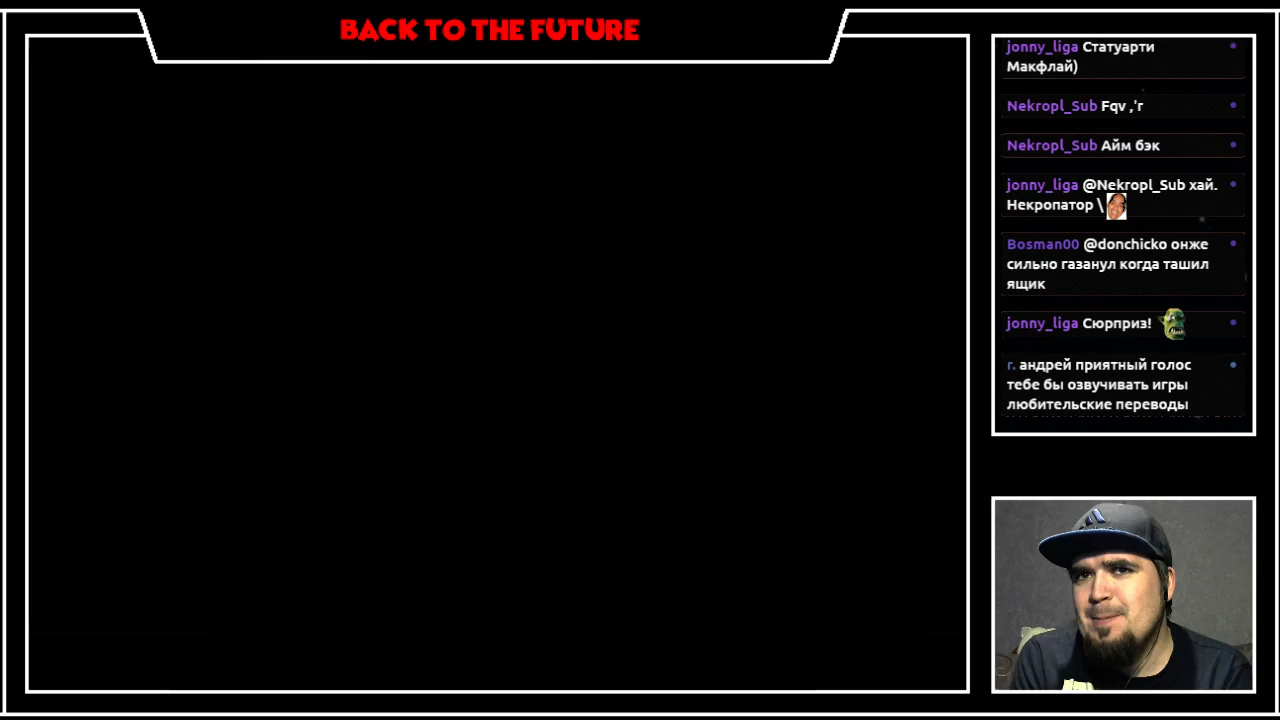 BACK TO THE FUTURE
jonny_liga Статуарти
Макфлай)
Nekropl_Sub Fqv ,'r
Nekropl_Sub Айм бэк
jonny_liga @Nekropl_Sub хай.
Некропатор \
Bosman00 @donchicko онже
сильно газанул когда ташил
ящик
jonny_liga Сюрприз!
г. андрей приятный голос
тебе бы озвучивать игры
любительские переводы